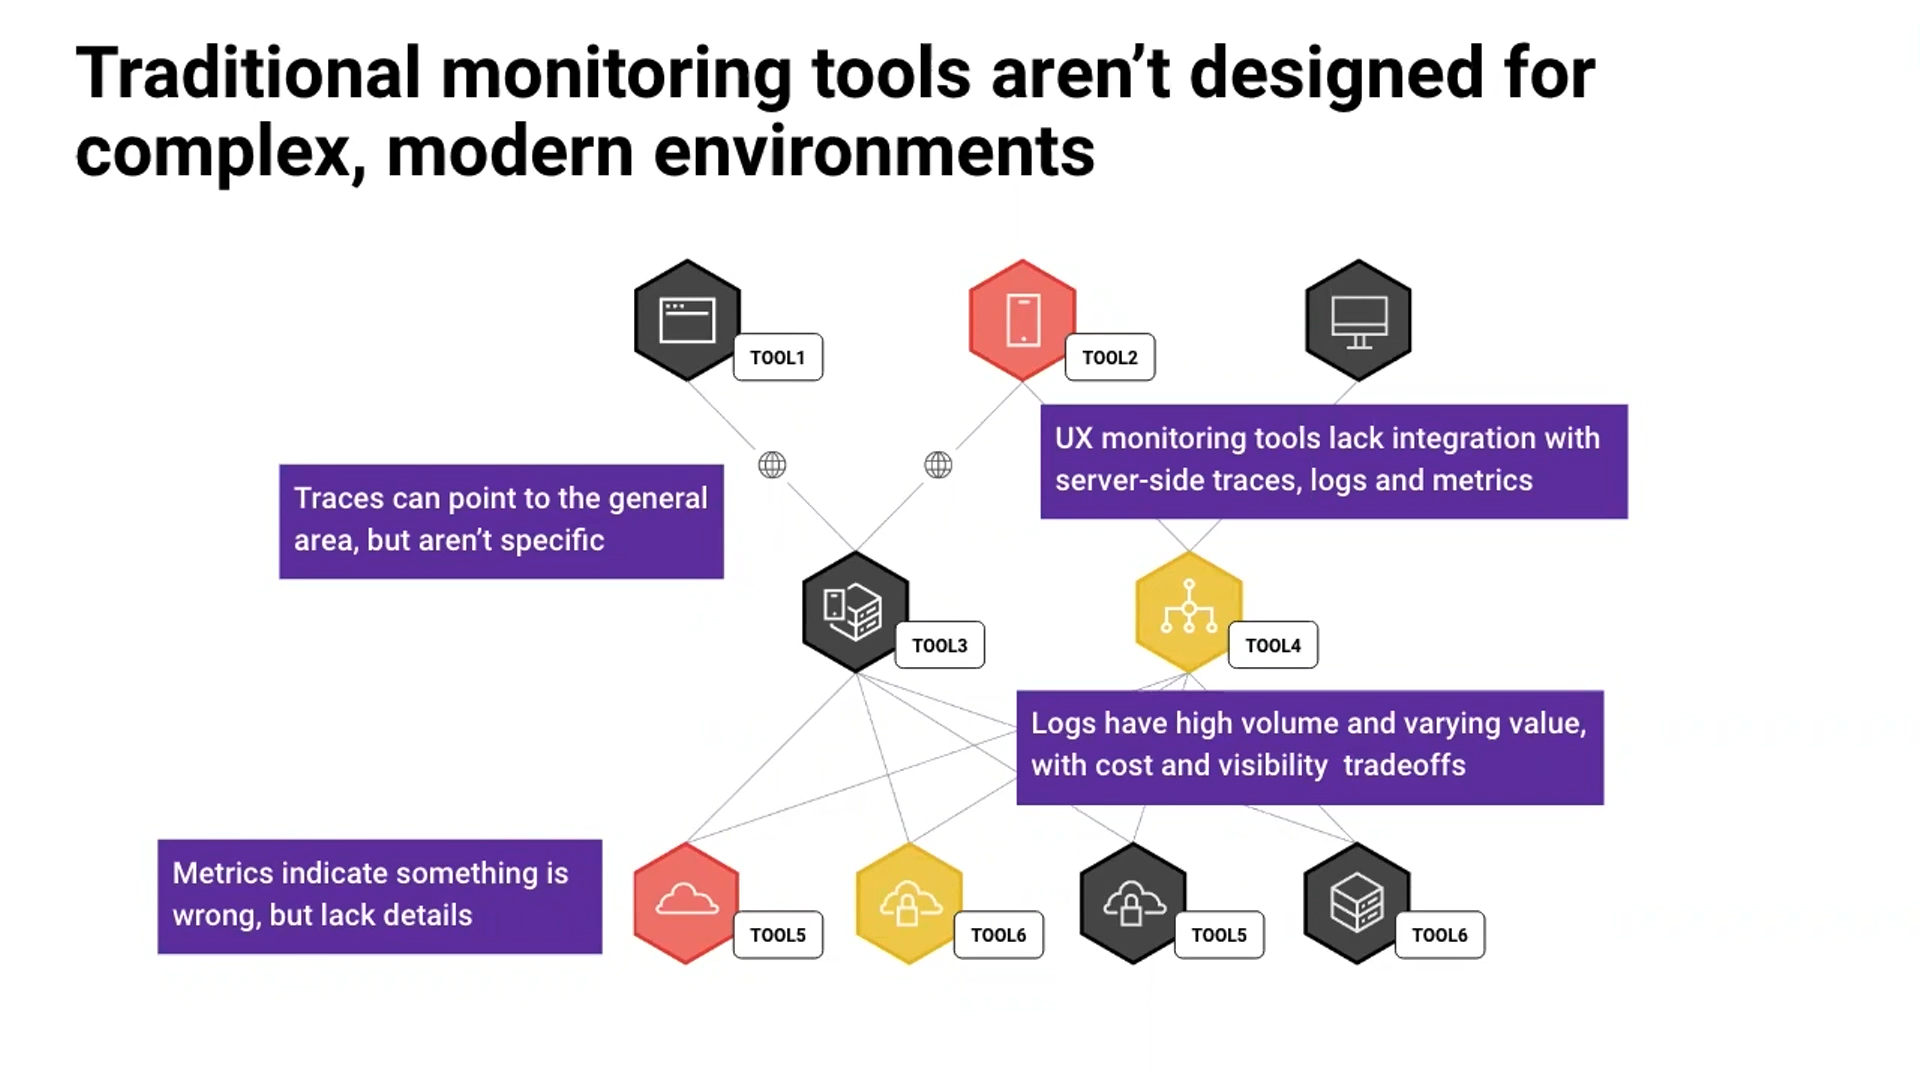 Traditional monitoring tools aren’t designed for
complex, modern environments
TOOL1
TOOL2
UX monitoring tools lack integration with
server-side traces, logs and metrics
Traces can point to the general
area, but aren’t specific
TOOL3
TOOL4
Logs have high volume and varying value,
with cost and visibility  tradeoffs
Metrics indicate something is
wrong, but lack details
TOOL5
TOOL6
TOOL5
TOOL6